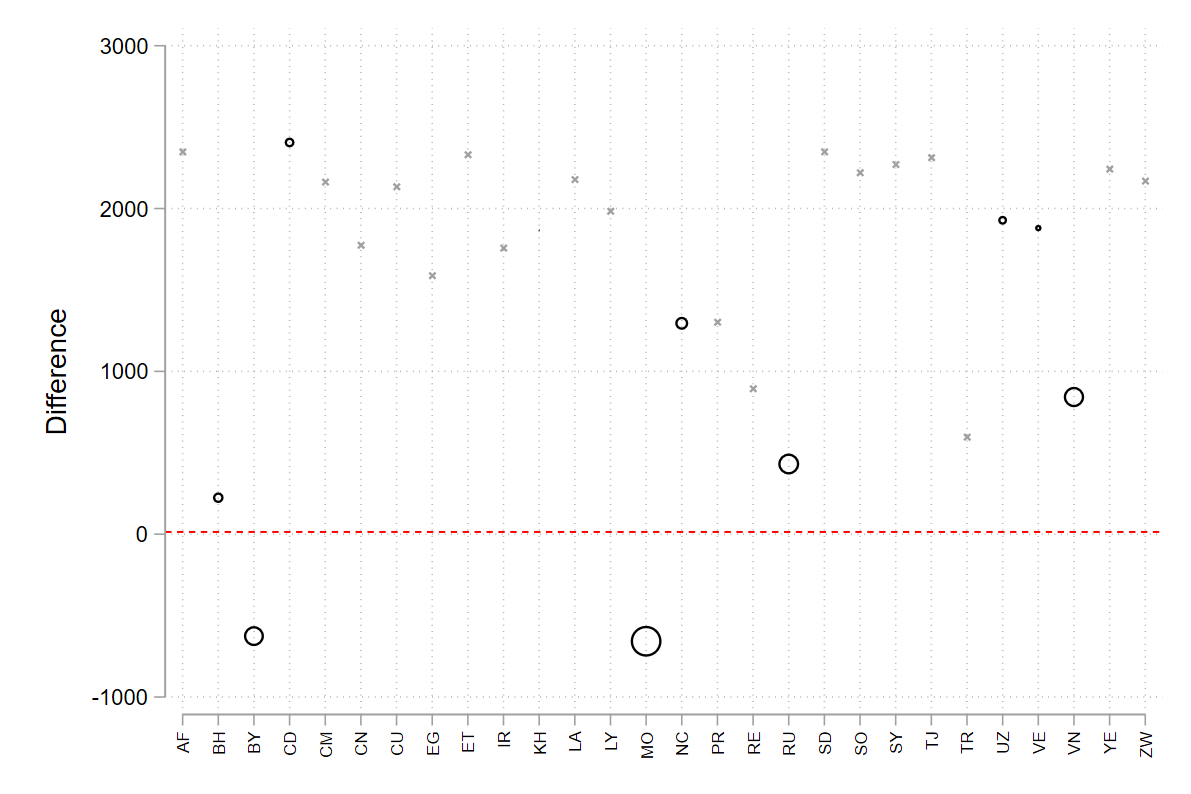 Difference
3000
2000
1000
0
-1000
AF BH BY CD CM CN CU EG ET IR KH LA LY MO NC PR RE RU SD SO SY TJ TR UZ VE VN YE ZW